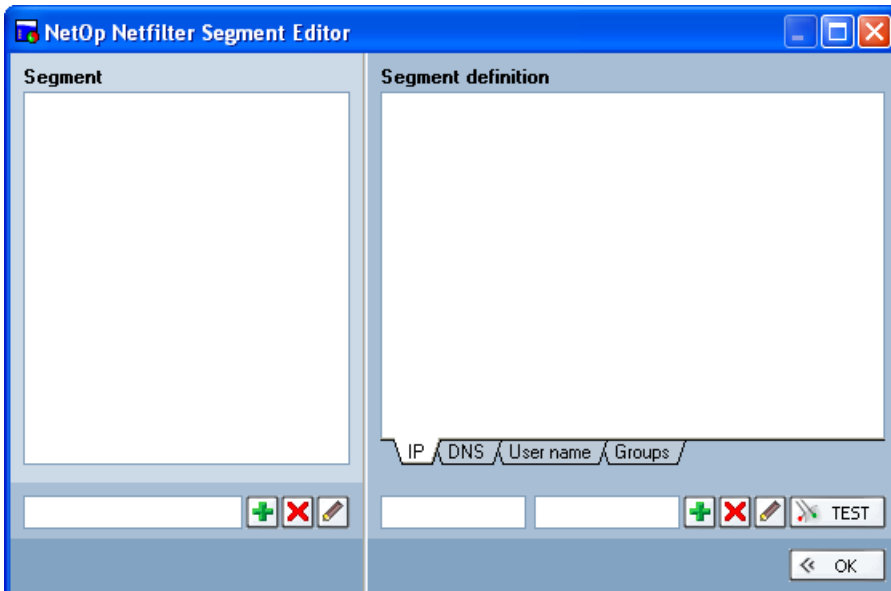 NetOp Netfilter Segment Editor
Segment
Segment definition
IP
DNS
User name
Groups
TEST
OK